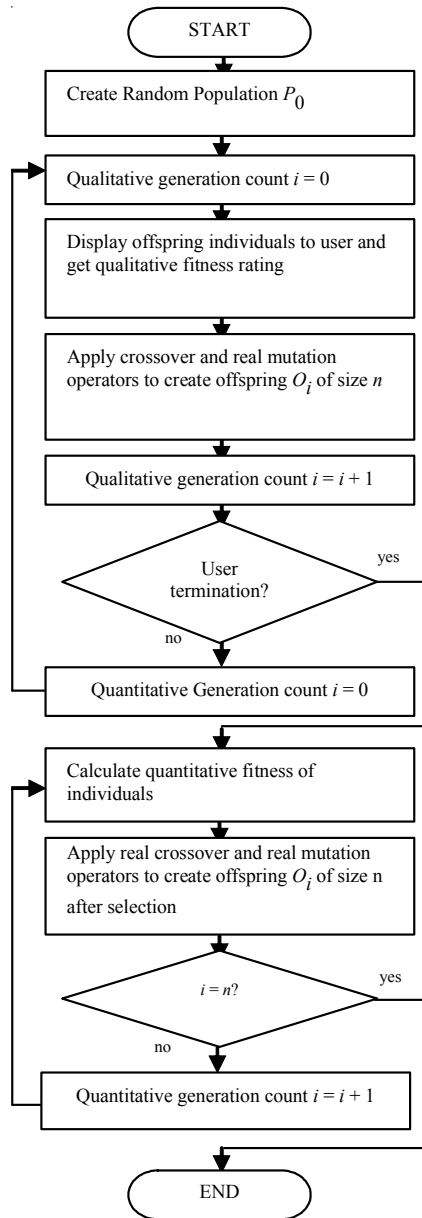 START
Create Random Population P0
Qualitative generation count i = 0
Display offspring individuals to user and
get qualitative fitness rating
Apply crossover and real mutation
operators to create offspring Oi of size n
Qualitative generation count i = i + 1
User
termination?
yes
no
Quantitative Generation count i = 0
Calculate quantitative fitness of
individuals
Apply real crossover and real mutation
operators to create offspring Oi of size n
after selection
i = n?
yes
no
Quantitative generation count i = i + 1
END